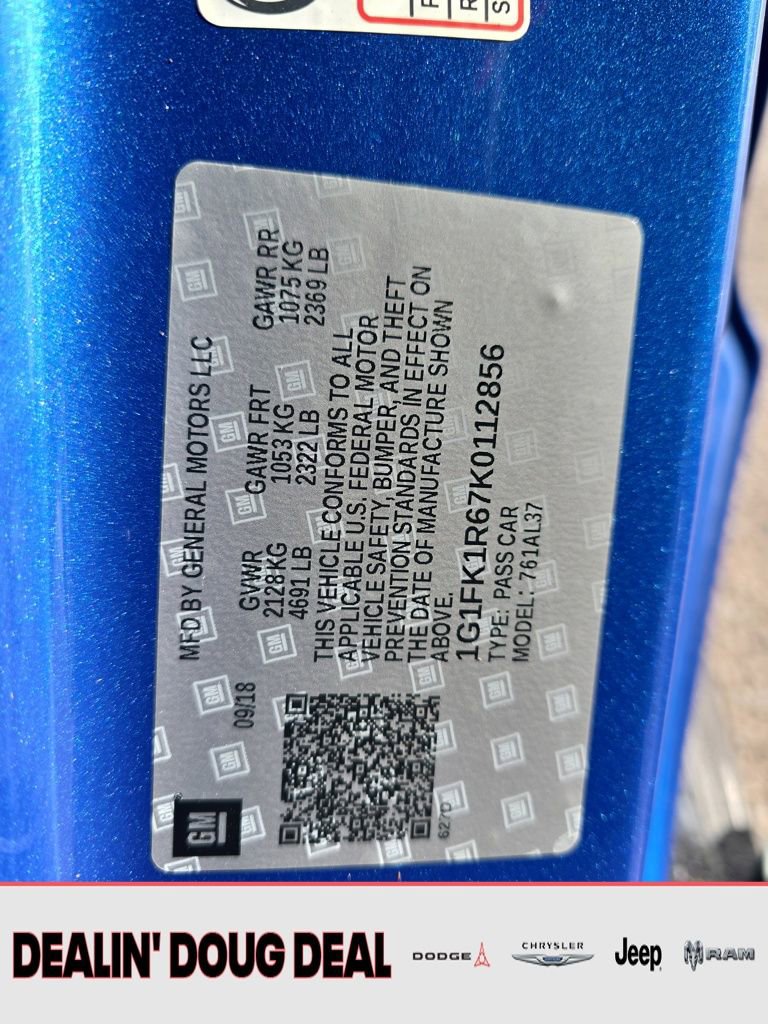 F
R
S
MFD BY GENERAL MOTORS LLC
09/18
GVWR GAWR FRT GAWR RR
2128 KG 1053 KG 1075 KG
4691 LB 2322 LB 2369 LB
THIS VEHICLE CONFORMS TO ALL
APPLICABLE U.S. FEDERAL MOTOR
VEHICLE SAFETY, BUMPER, AND THEFT
PREVENTION STANDARDS IN EFFECT ON
THE DATE OF MANUFACTURE SHOWN
ABOVE.
1G1FK1R67K0112856
TYPE: PASS CAR
MODEL: 761AL37
GM
6270
DEALIN' DOUG DEAL DODGE CHRYSLER Jeep RAM